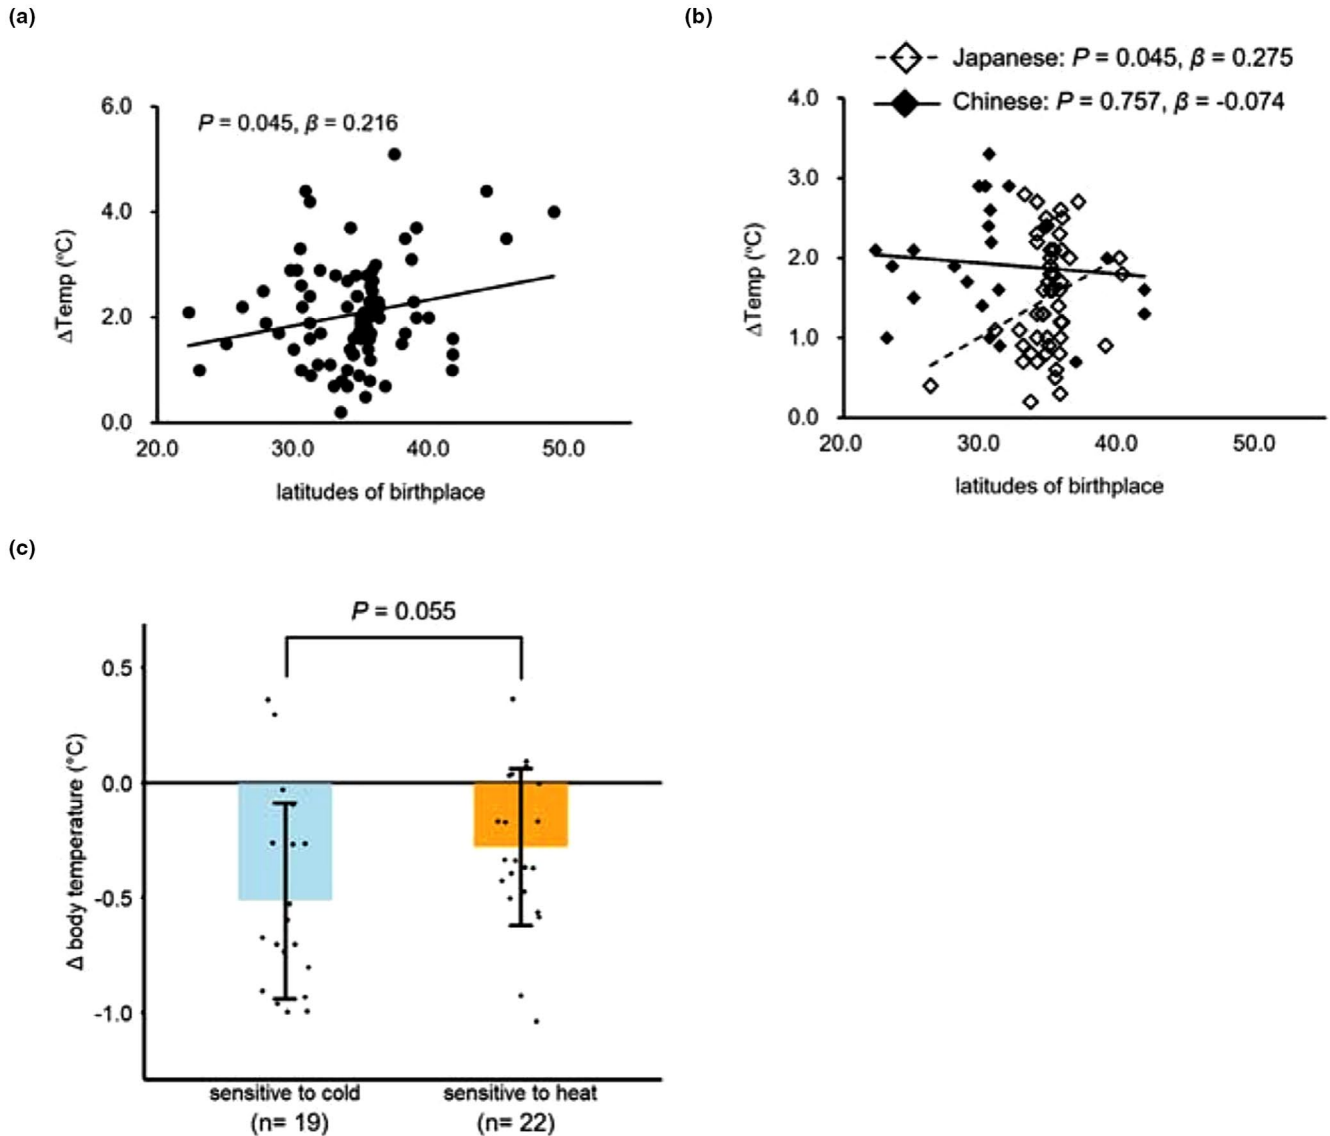 (a)
P = 0.045, β = 0.216
6.0
4.0
2.0
0.0
20.0 30.0 40.0 50.0
ΔTemp (ºC)
latitudes of birthplace
(b)
Japanese: P = 0.045, β = 0.275
Chinese: P = 0.757, β = -0.074
4.0
3.0
2.0
1.0
0.0
20.0 30.0 40.0 50.0
ΔTemp (ºC)
latitudes of birthplace
(c)
P = 0.055
0.5
0.0
-0.5
-1.0
Δ body temperature (°C)
sensitive to cold sensitive to heat
(n= 19) (n= 22)